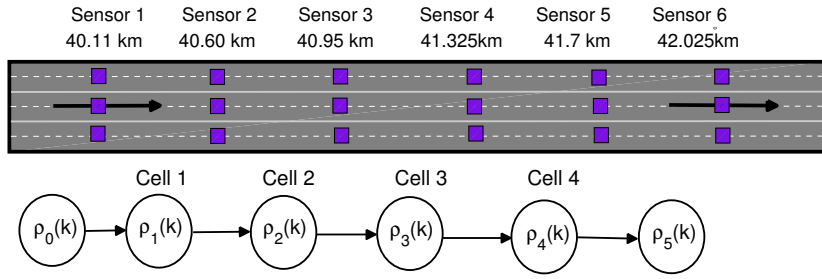 Sensor 1 Sensor 2 Sensor 3 Sensor 4 Sensor 5 Sensor 6
40.11 km 40.60 km 40.95 km 41.325km 41.7 km 42.025km
Cell 1 Cell 2 Cell 3 Cell 4
ρ₀(k) ρ₁(k) ρ₂(k) ρ₃(k) ρ₄(k) ρ₅(k)